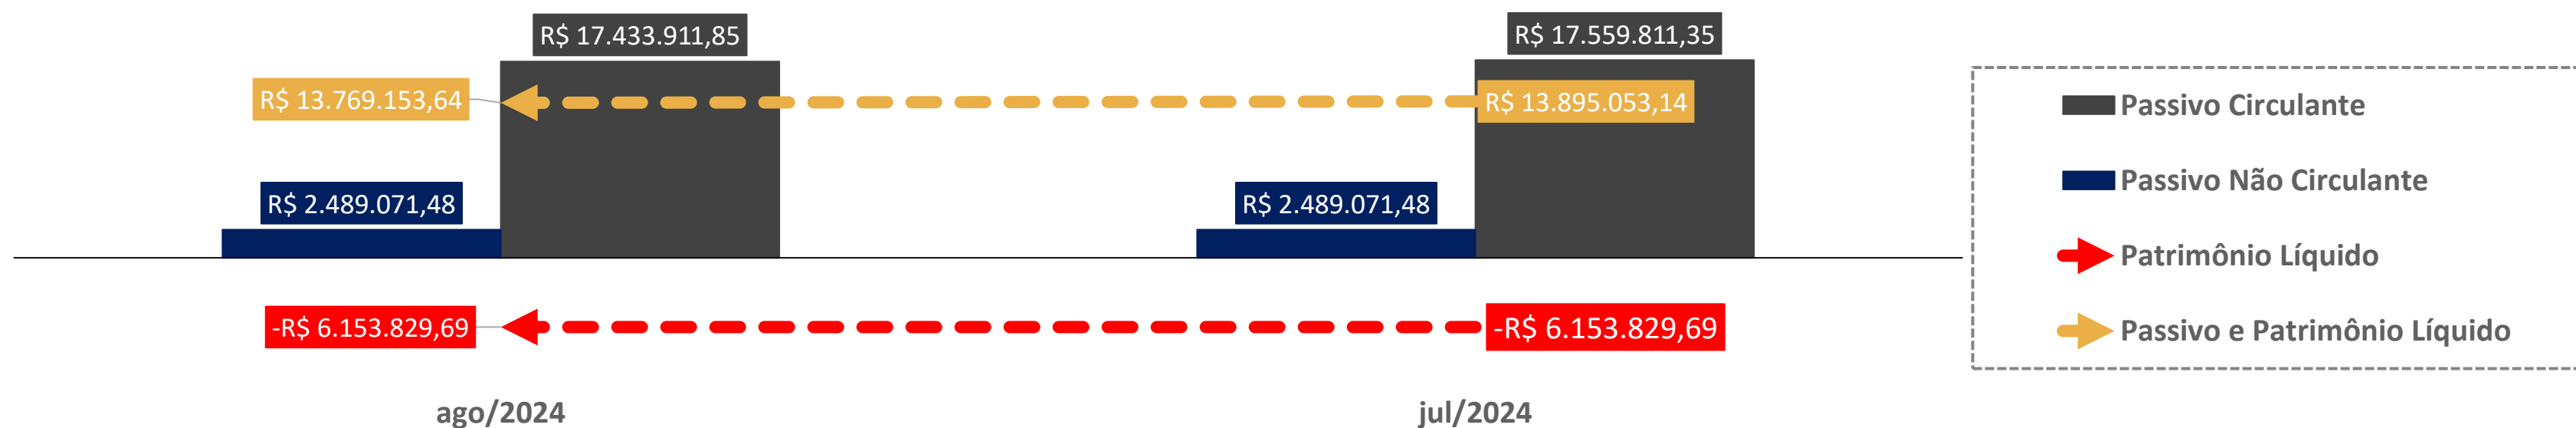 R$ 17.433.911,85
R$ 17.559.811,35
R$ 13.769.153,64
R$ 13.895.053,14
R$ 2.489.071,48
R$ 2.489.071,48
-R$ 6.153.829,69
-R$ 6.153.829,69
ago/2024
jul/2024
Passivo Circulante
Passivo Não Circulante
Patrimônio Líquido
Passivo e Patrimônio Líquido